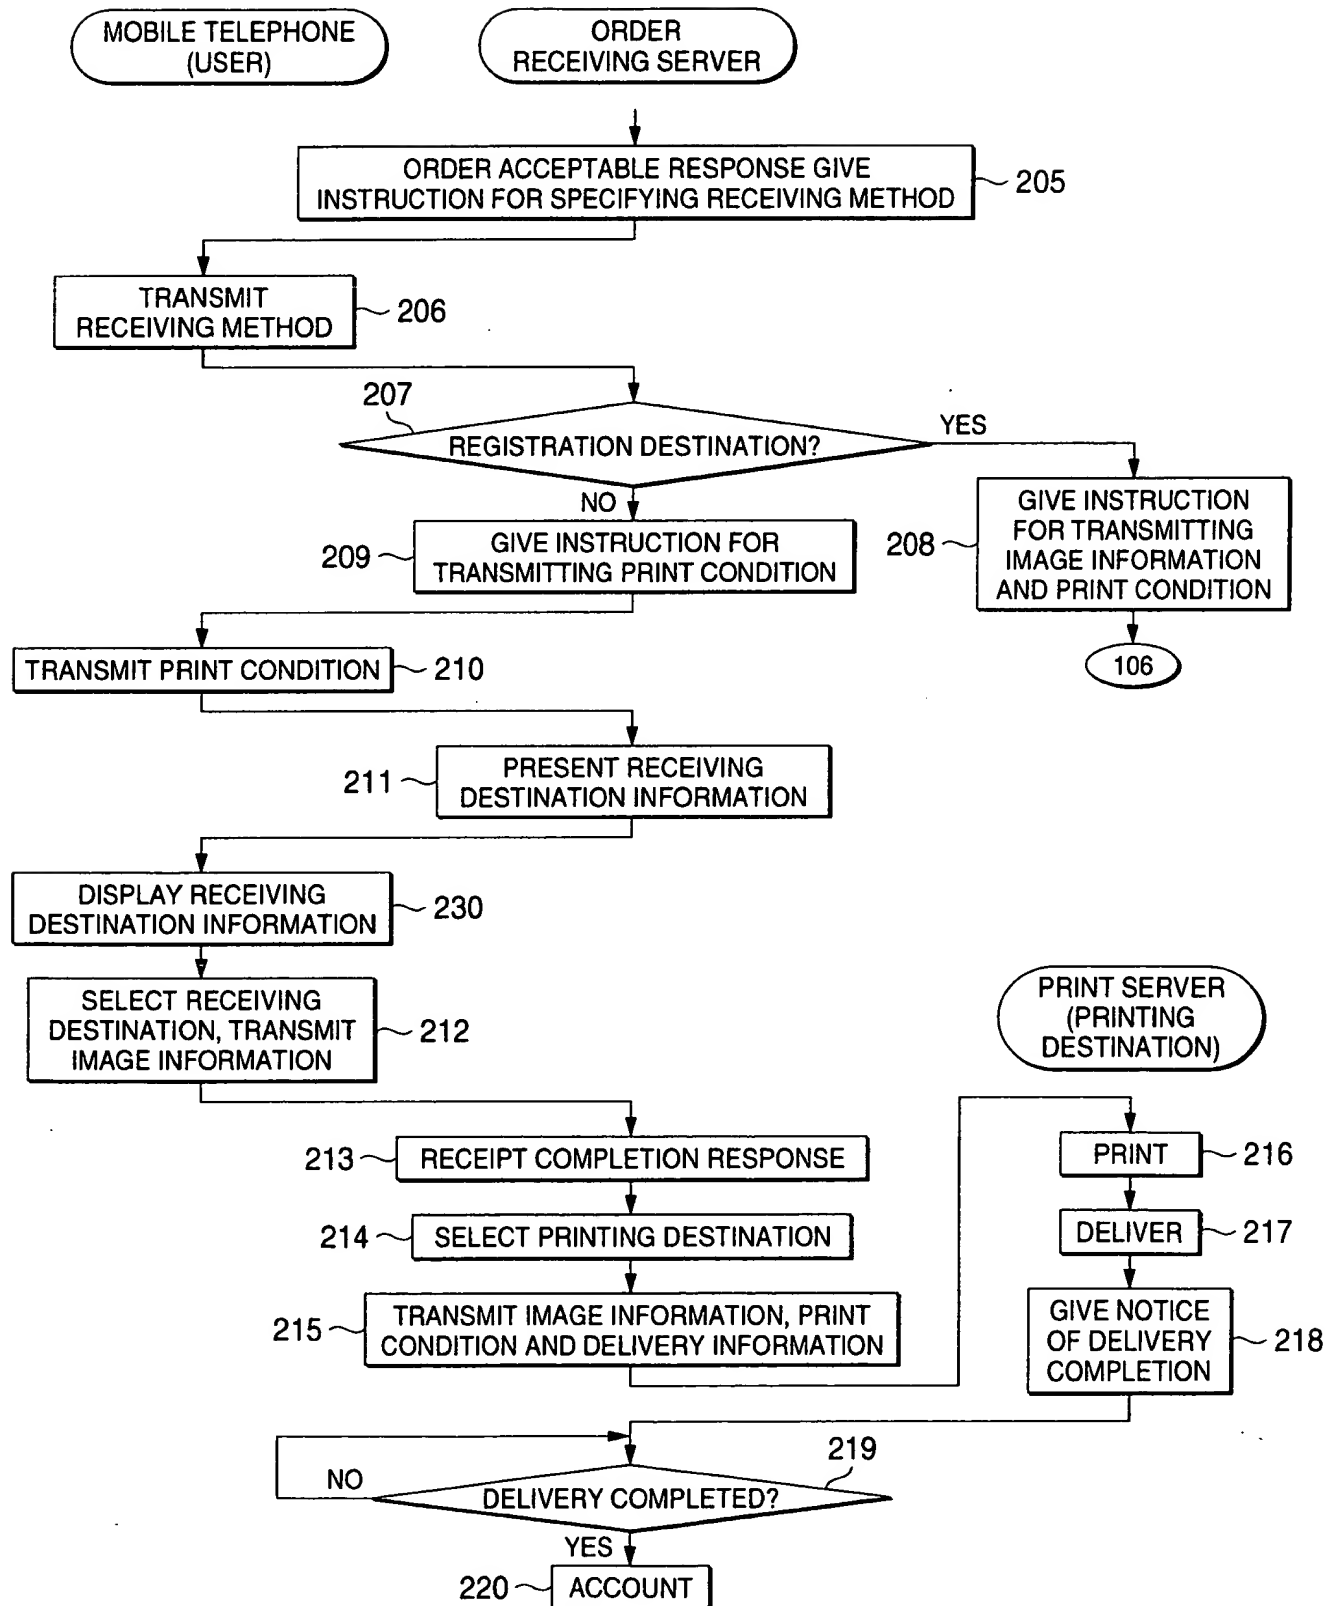 MOBILE TELEPHONE
(USER)
ORDER
RECEIVING SERVER
ORDER ACCEPTABLE RESPONSE GIVE
INSTRUCTION FOR SPECIFYING RECEIVING METHOD
205
TRANSMIT
RECEIVING METHOD
206
207
REGISTRATION DESTINATION?
YES
NO
GIVE INSTRUCTION
FOR TRANSMITTING
IMAGE INFORMATION
AND PRINT CONDITION
208
209
GIVE INSTRUCTION FOR
TRANSMITTING PRINT CONDITION
106
TRANSMIT PRINT CONDITION
210
211
PRESENT RECEIVING
DESTINATION INFORMATION
DISPLAY RECEIVING
DESTINATION INFORMATION
230
SELECT RECEIVING
DESTINATION, TRANSMIT
IMAGE INFORMATION
212
PRINT SERVER
(PRINTING
DESTINATION)
213
RECEIPT COMPLETION RESPONSE
PRINT
216
214
SELECT PRINTING DESTINATION
DELIVER
217
215
TRANSMIT IMAGE INFORMATION, PRINT
CONDITION AND DELIVERY INFORMATION
GIVE NOTICE
OF DELIVERY
COMPLETION
218
219
NO
DELIVERY COMPLETED?
YES
220
ACCOUNT